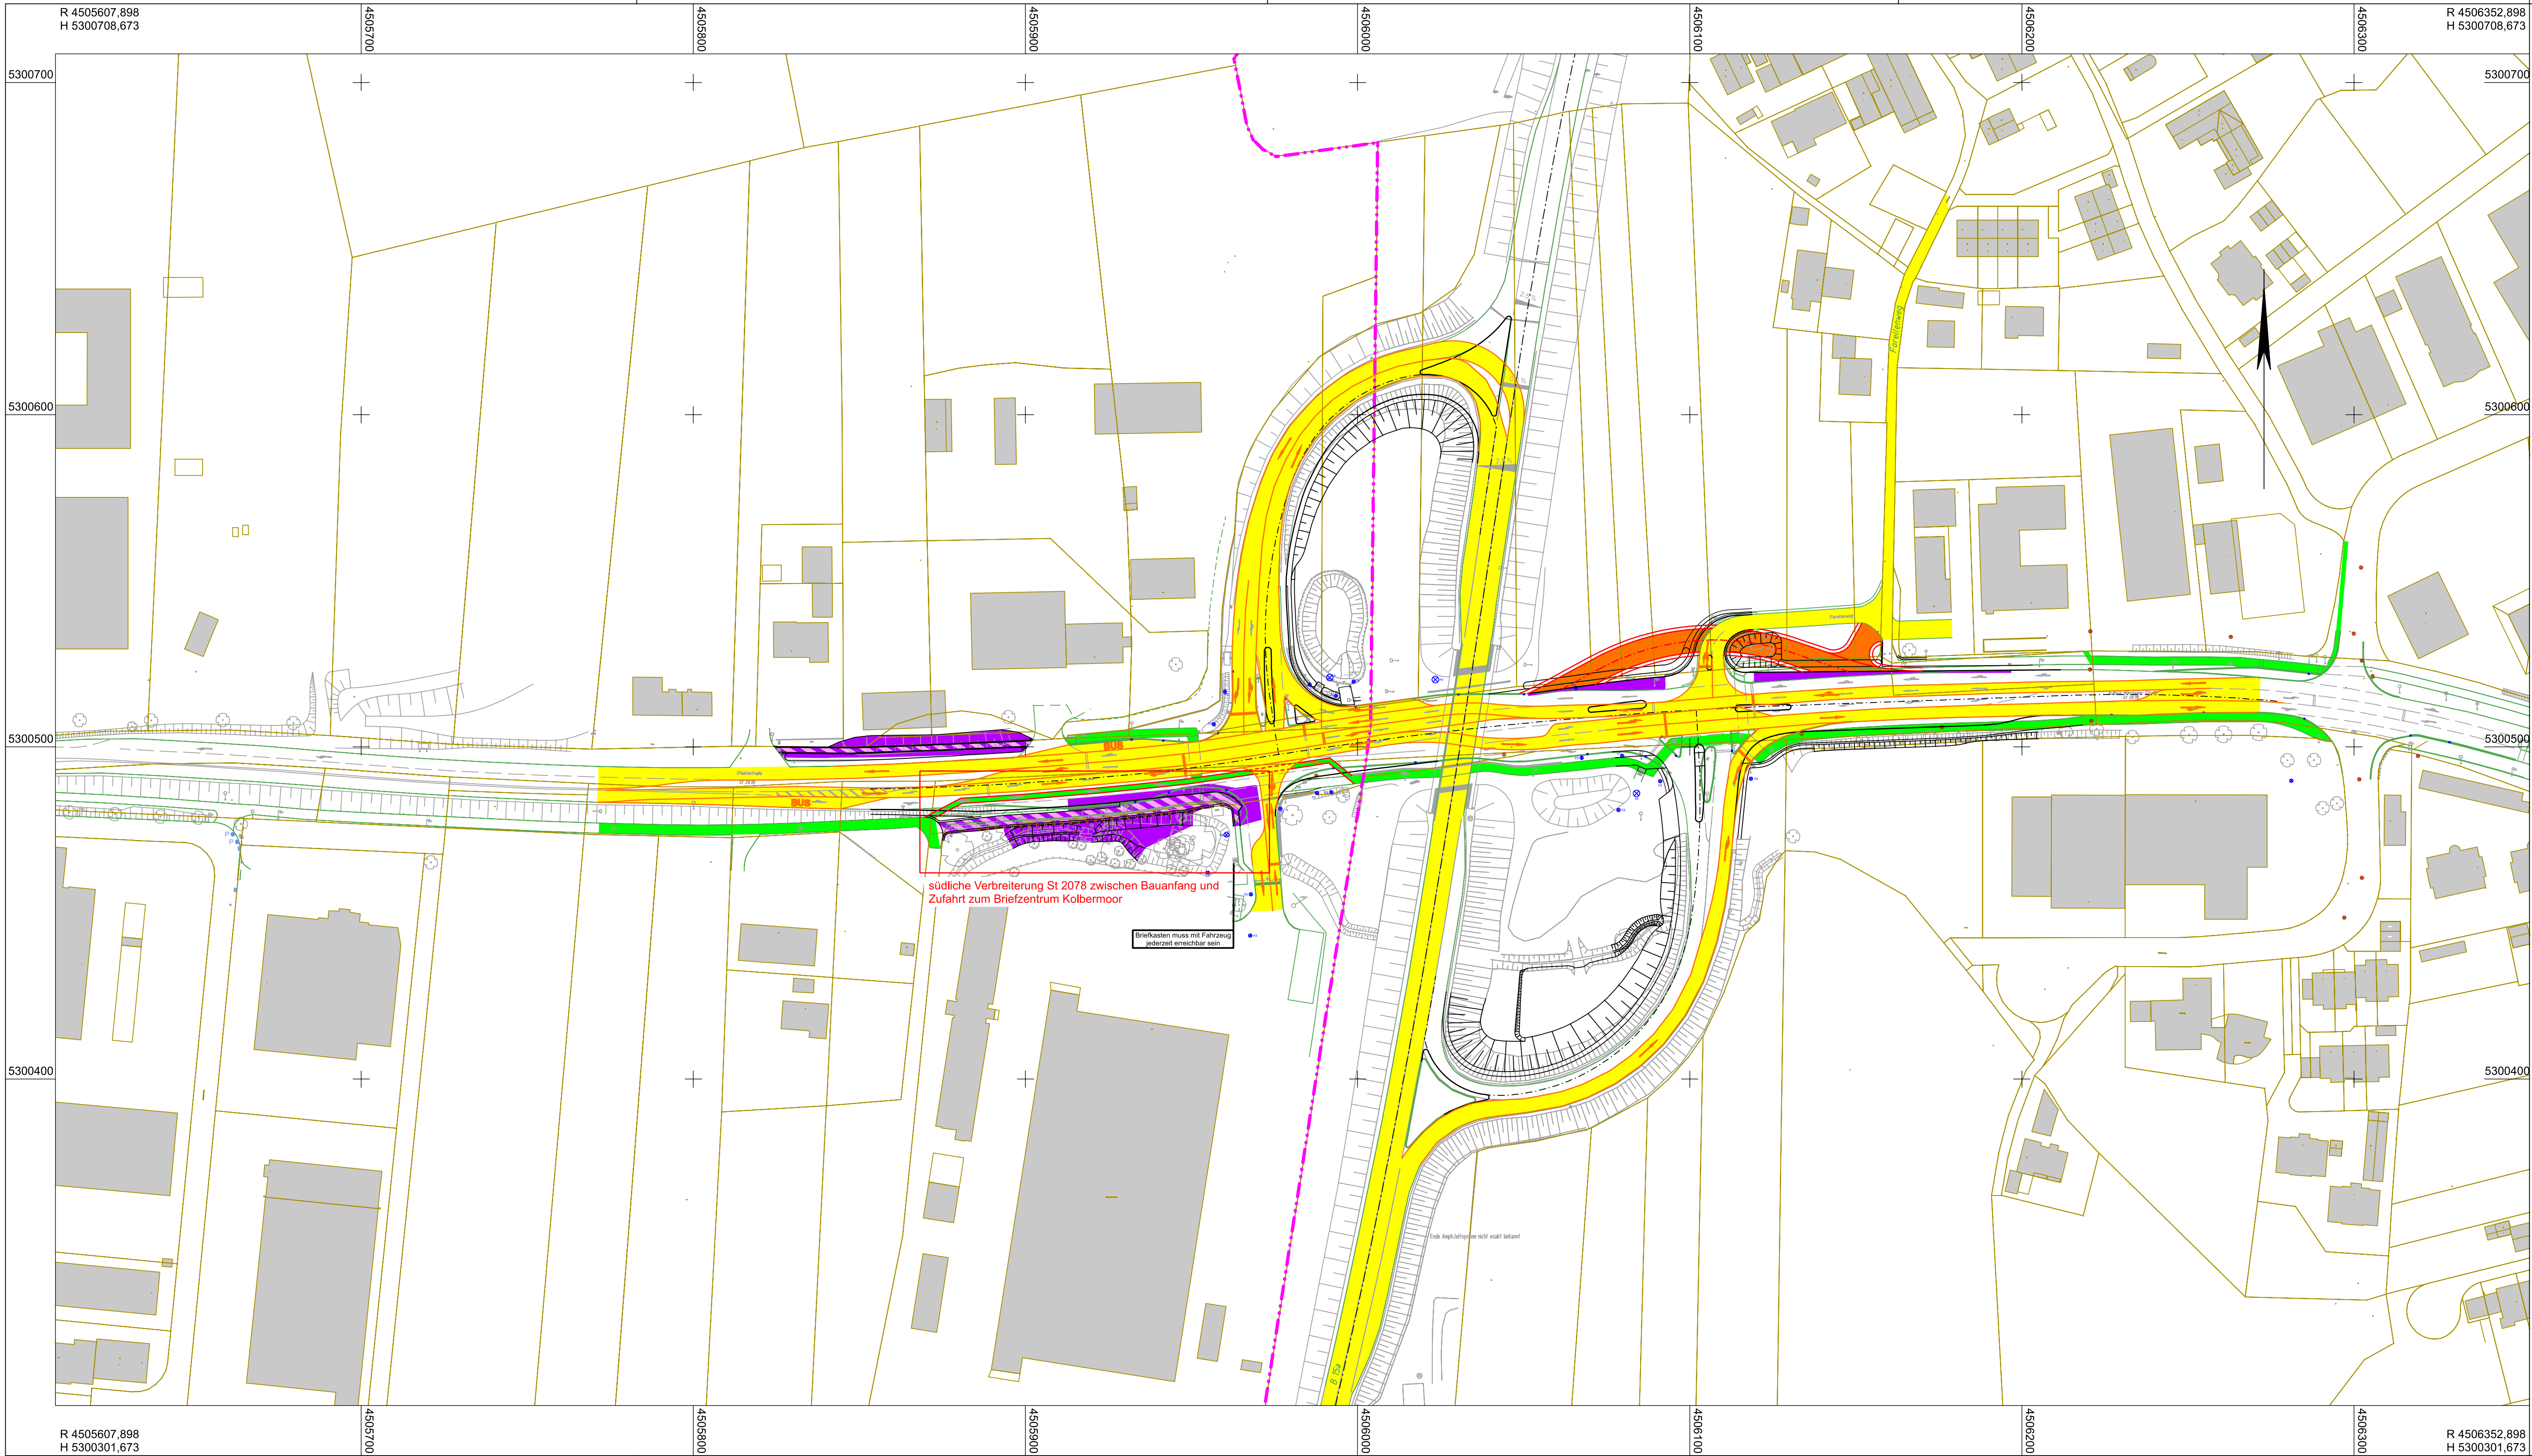 R 4505607,898
H 5300708,673
4505700
4505800
4505900
4506000
4506100
4506200
4506300
R 4506352,898
H 5300708,673
5300700
5300700
Forellenweg
5300600
5300600
Forellenweg
5300500
5300500
BUS
BUS
P
P
südliche Verbreiterung St 2078 zwischen Bauanfang und
Zufahrt zum Briefzentrum Kolbermoor
Briefkasten muss mit Fahrzeug
jederzeit erreichbar sein
5300400
5300400
B 15a
R 4505607,898
H 5300301,673
4505700
4505800
4505900
4506000
4506100
4506200
4506300
R 4506352,898
H 5300301,673